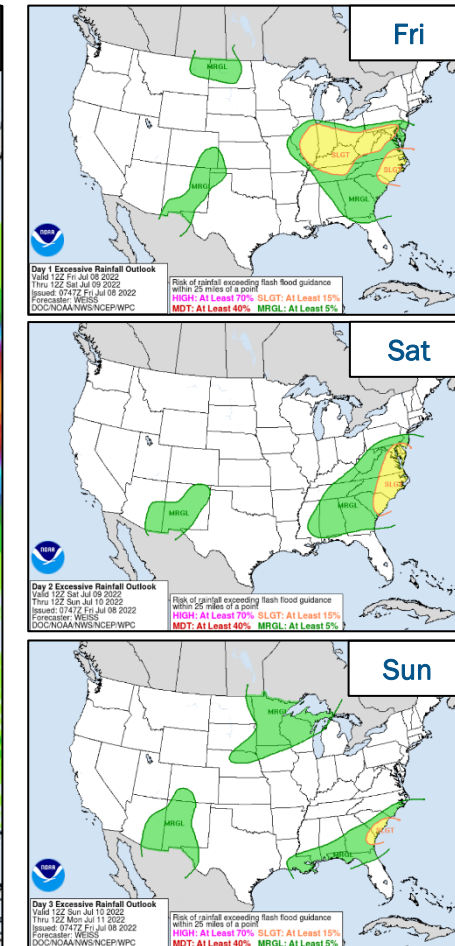 Fri
MRGL
MRGL
SLGT
SLGT
MRGL
NOAA
Day 1 Excessive Rainfall Outlook
Valid 12Z Fri Jul 08 2022
Thru 12Z Sat Jul 09 2022
Issued: 0747Z Fri Jul 08 2022
Forecaster: WEISS
DOC/NOAA/NWS/NCEP/WPC
Risk of rainfall exceeding flash flood guidance
within 25 miles of a point
HIGH: At Least 70% SLGT: At Least 15%
MDT: At Least 40% MRGL: At Least 5%
Sat
SLGT
MRGL
MRGL
NOAA
Day 2 Excessive Rainfall Outlook
Valid 12Z Sat Jul 09 2022
Thru 12Z Sun Jul 10 2022
Issued: 0747Z Fri Jul 08 2022
Forecaster: WEISS
DOC/NOAA/NWS/NCEP/WPC
Risk of rainfall exceeding flash flood guidance
within 25 miles of a point
HIGH: At Least 70% SLGT: At Least 15%
MDT: At Least 40% MRGL: At Least 5%
Sun
MRGL
MRGL
SLGT
MRGL
NOAA
Day 3 Excessive Rainfall Outlook
Valid 12Z Sun Jul 10 2022
Thru 12Z Mon Jul 11 2022
Issued: 0747Z Fri Jul 08 2022
Forecaster: WEISS
DOC/NOAA/NWS/NCEP/WPC
Risk of rainfall exceeding flash flood guidance
within 25 miles of a point
HIGH: At Least 70% SLGT: At Least 15%
MDT: At Least 40% MRGL: At Least 5%